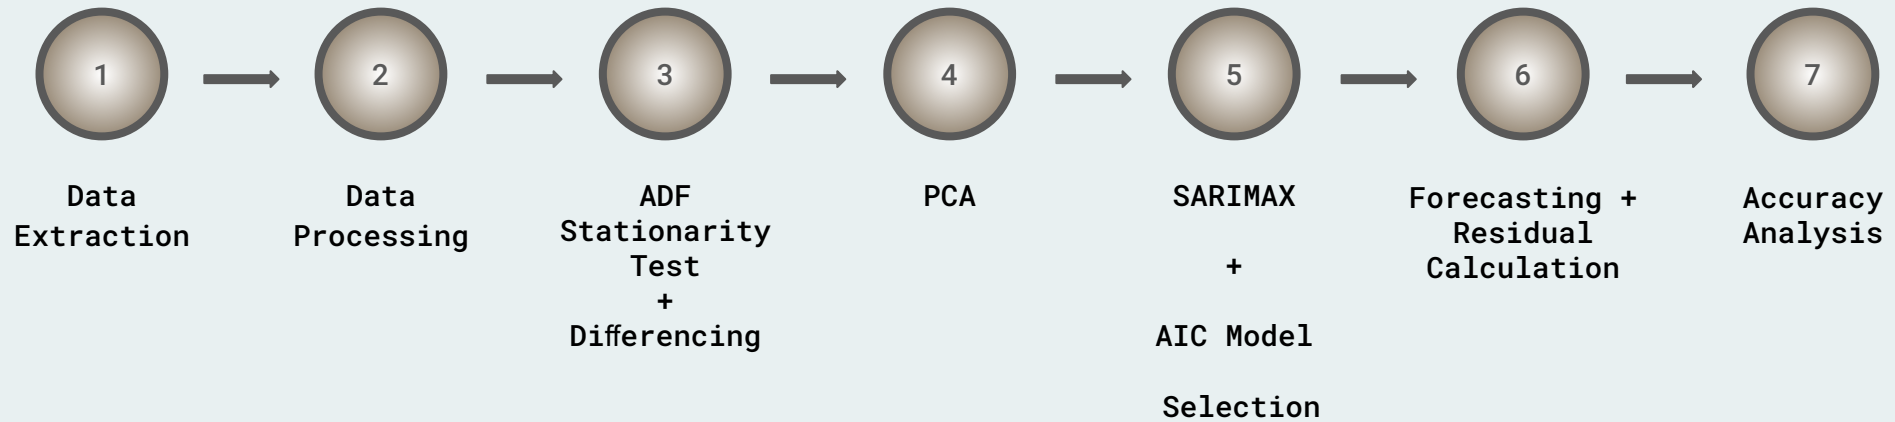 1
2
3
4
5
6
7
Data
Extraction
Data
Processing
ADF
Stationarity
Test
+
Differencing
PCA
SARIMAX
+
AIC Model
Selection
Forecasting +
Residual
Calculation
Accuracy
Analysis